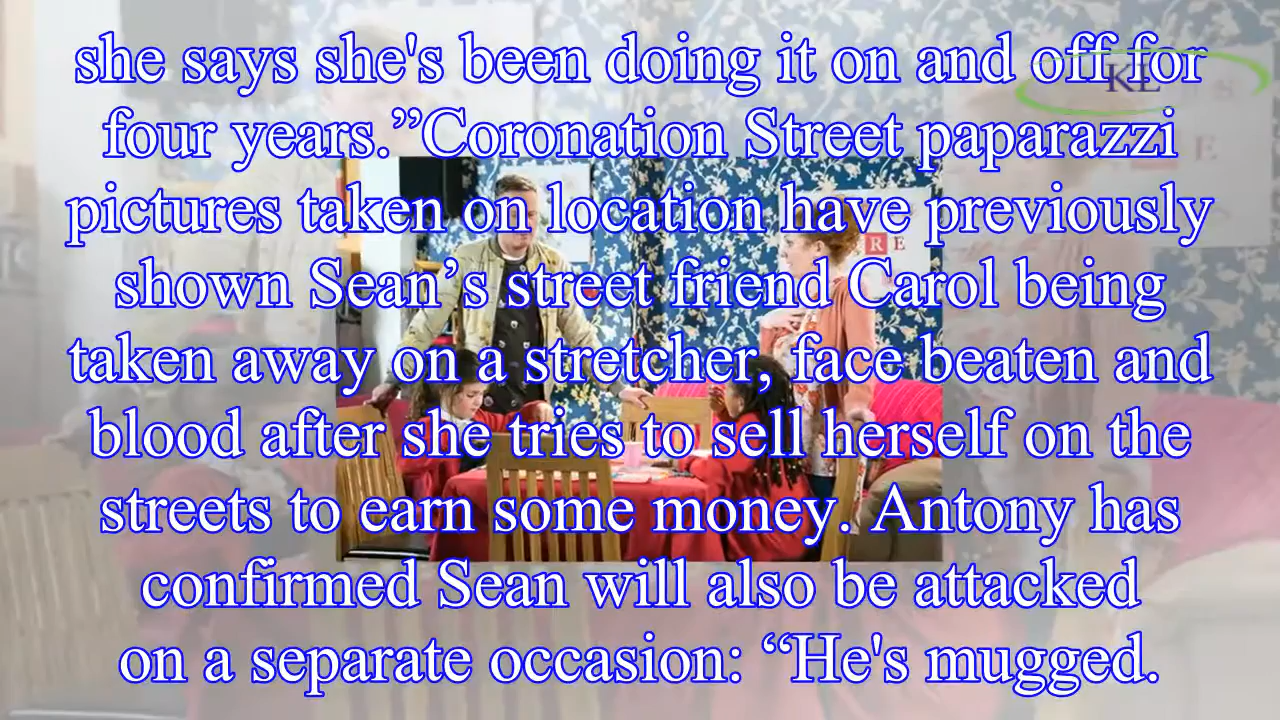 she says she's been doing it on and off for
four years.”Coronation Street paparazzi
pictures taken on location have previously
shown Sean’s street friend Carol being
taken away on a stretcher, face beaten and
blood after she tries to sell herself on the
streets to earn some money. Antony has
confirmed Sean will also be attacked
on a separate occasion: “He's mugged.
KL
RE